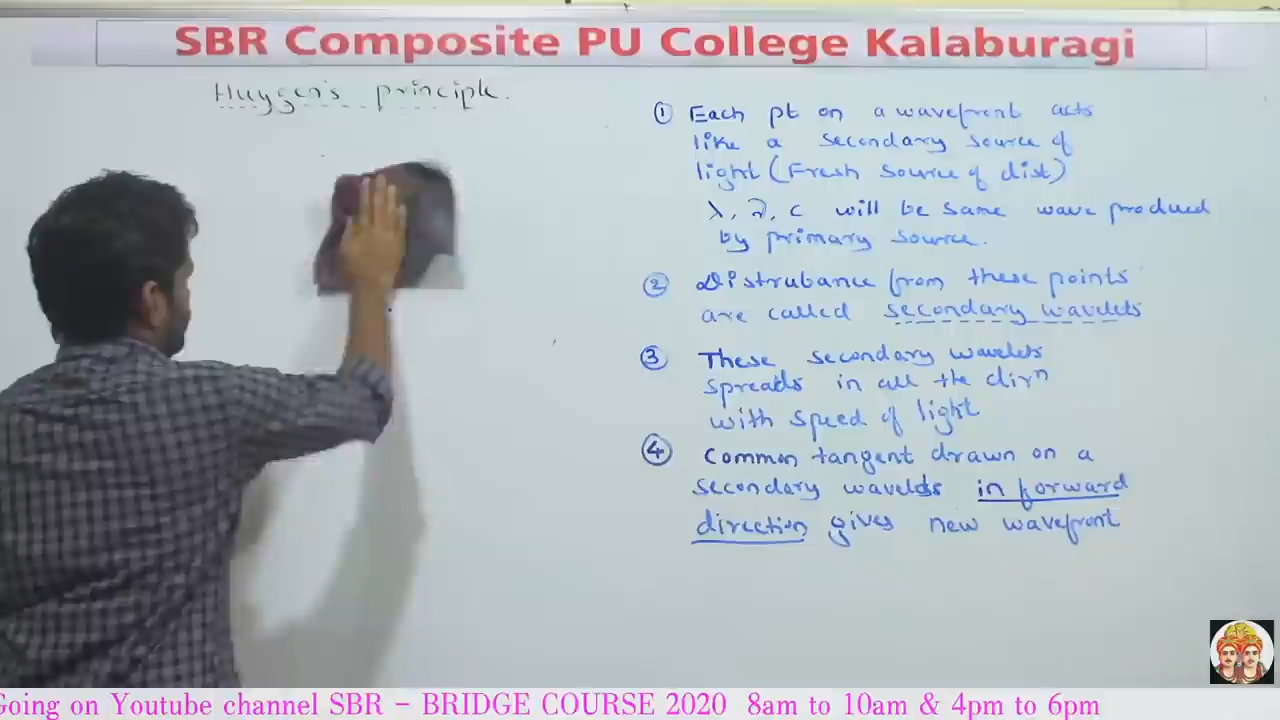 SBR Composite PU College Kalaburagi
Huygen's principle.
① Each pt on a wavefront acts
like a secondary source of
light (Fresh source of dist)
λ, ν, c will be same wave produced
by primary source.
② Distrubance from these points
are called secondary wavelets
③ These secondary wavelets
spreads in all the dirⁿ
with speed of light
④ Common tangent drawn on a
secondary wavelets in forward
direction gives new wavefront
Going on Youtube channel SBR - BRIDGE COURSE 2020 8am to 10am & 4pm to 6pm